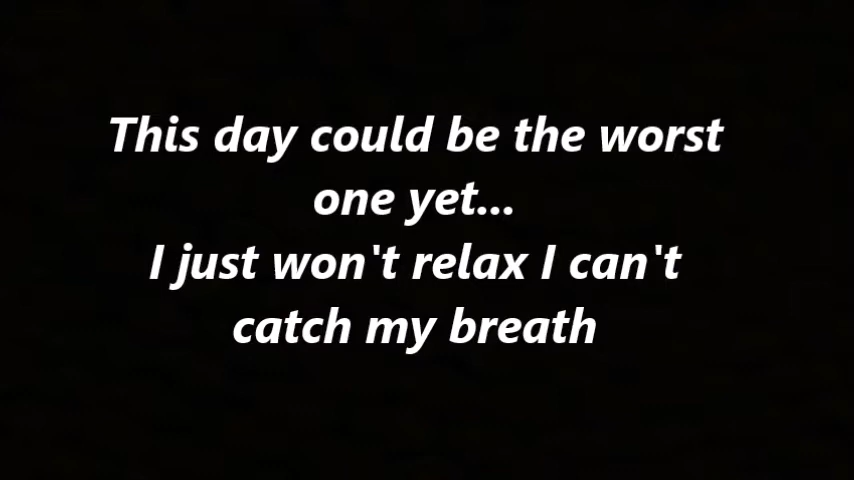 This day could be the worst
one yet...
I just won't relax I can't
catch my breath